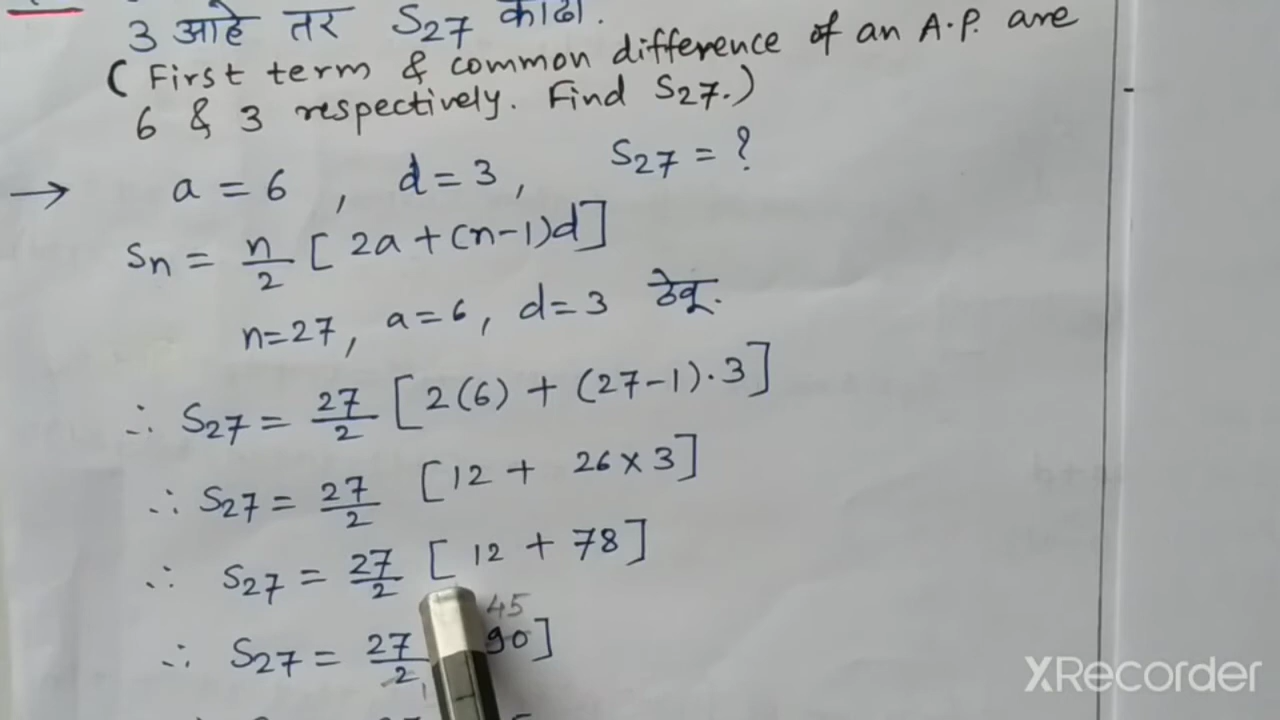 3 आहे तर S27 काढा.
( First term & common difference of an A.P. are
6 & 3 respectively. Find S27.)
→ a = 6 , d = 3 , S27 = ?
Sn = n/2 [ 2a + (n-1)d ]
n=27, a=6, d=3 ठेवू.
∴ S27 = 27/2 [ 2(6) + (27-1)·3 ]
∴ S27 = 27/2 [ 12 + 26×3 ]
∴ S27 = 27/2 [ 12 + 78 ]
45
∴ S27 = 27/2 90 ]
XRecorder